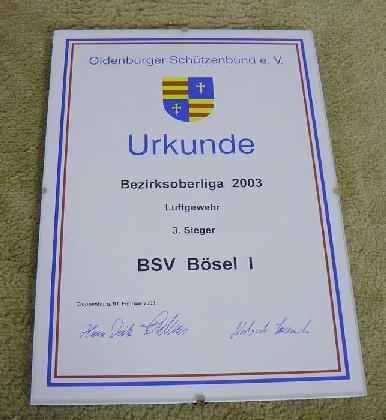 Oldenburger Schützenbund e. V.
Urkunde
Bezirksoberliga 2003
Luftgewehr
3. Sieger
BSV Bösel I